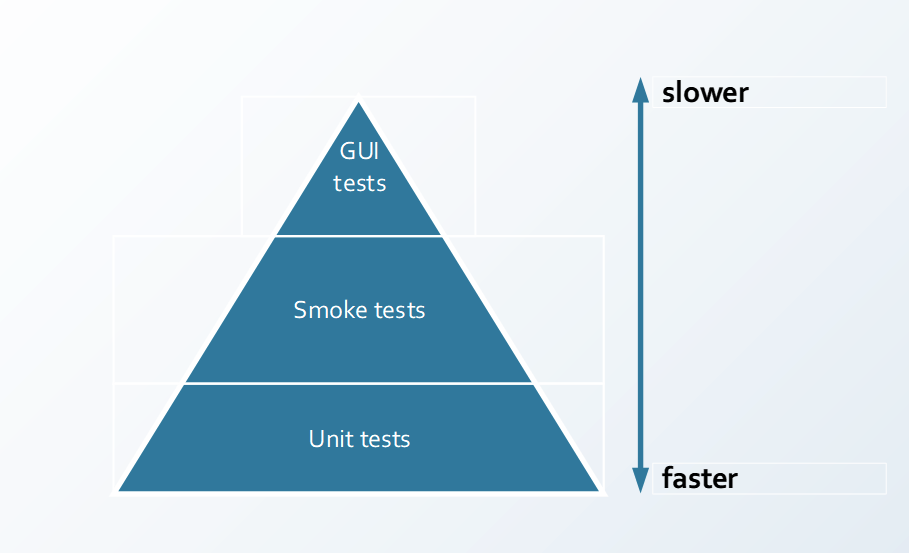 slower
GUI
tests
Smoke tests
Unit tests
faster